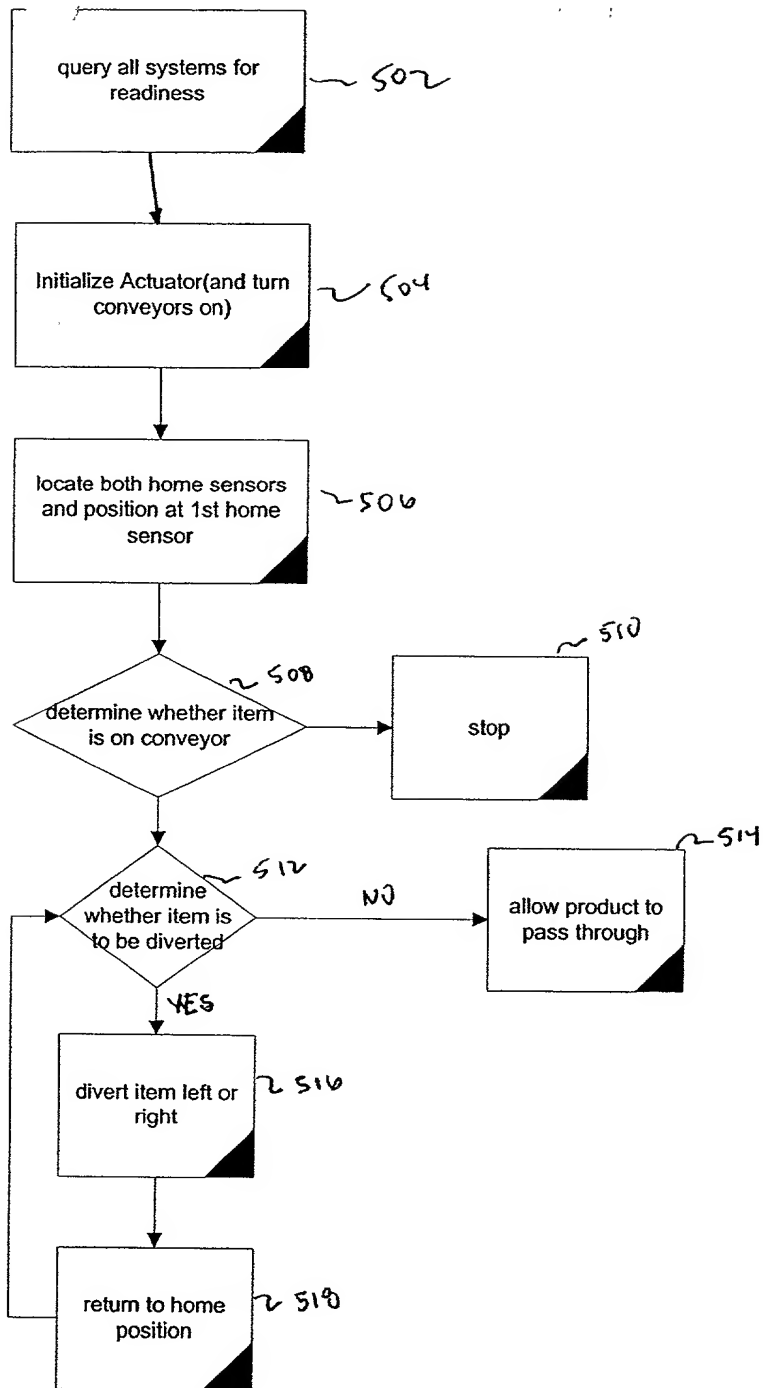 query all systems for
readiness
502
Initialize Actuator(and turn
conveyors on)
504
locate both home sensors
and position at 1st home
sensor
506
determine whether item
is on conveyor
508
stop
510
determine
whether item is
to be diverted
512
NO
allow product to
pass through
514
YES
divert item left or
right
516
return to home
position
518